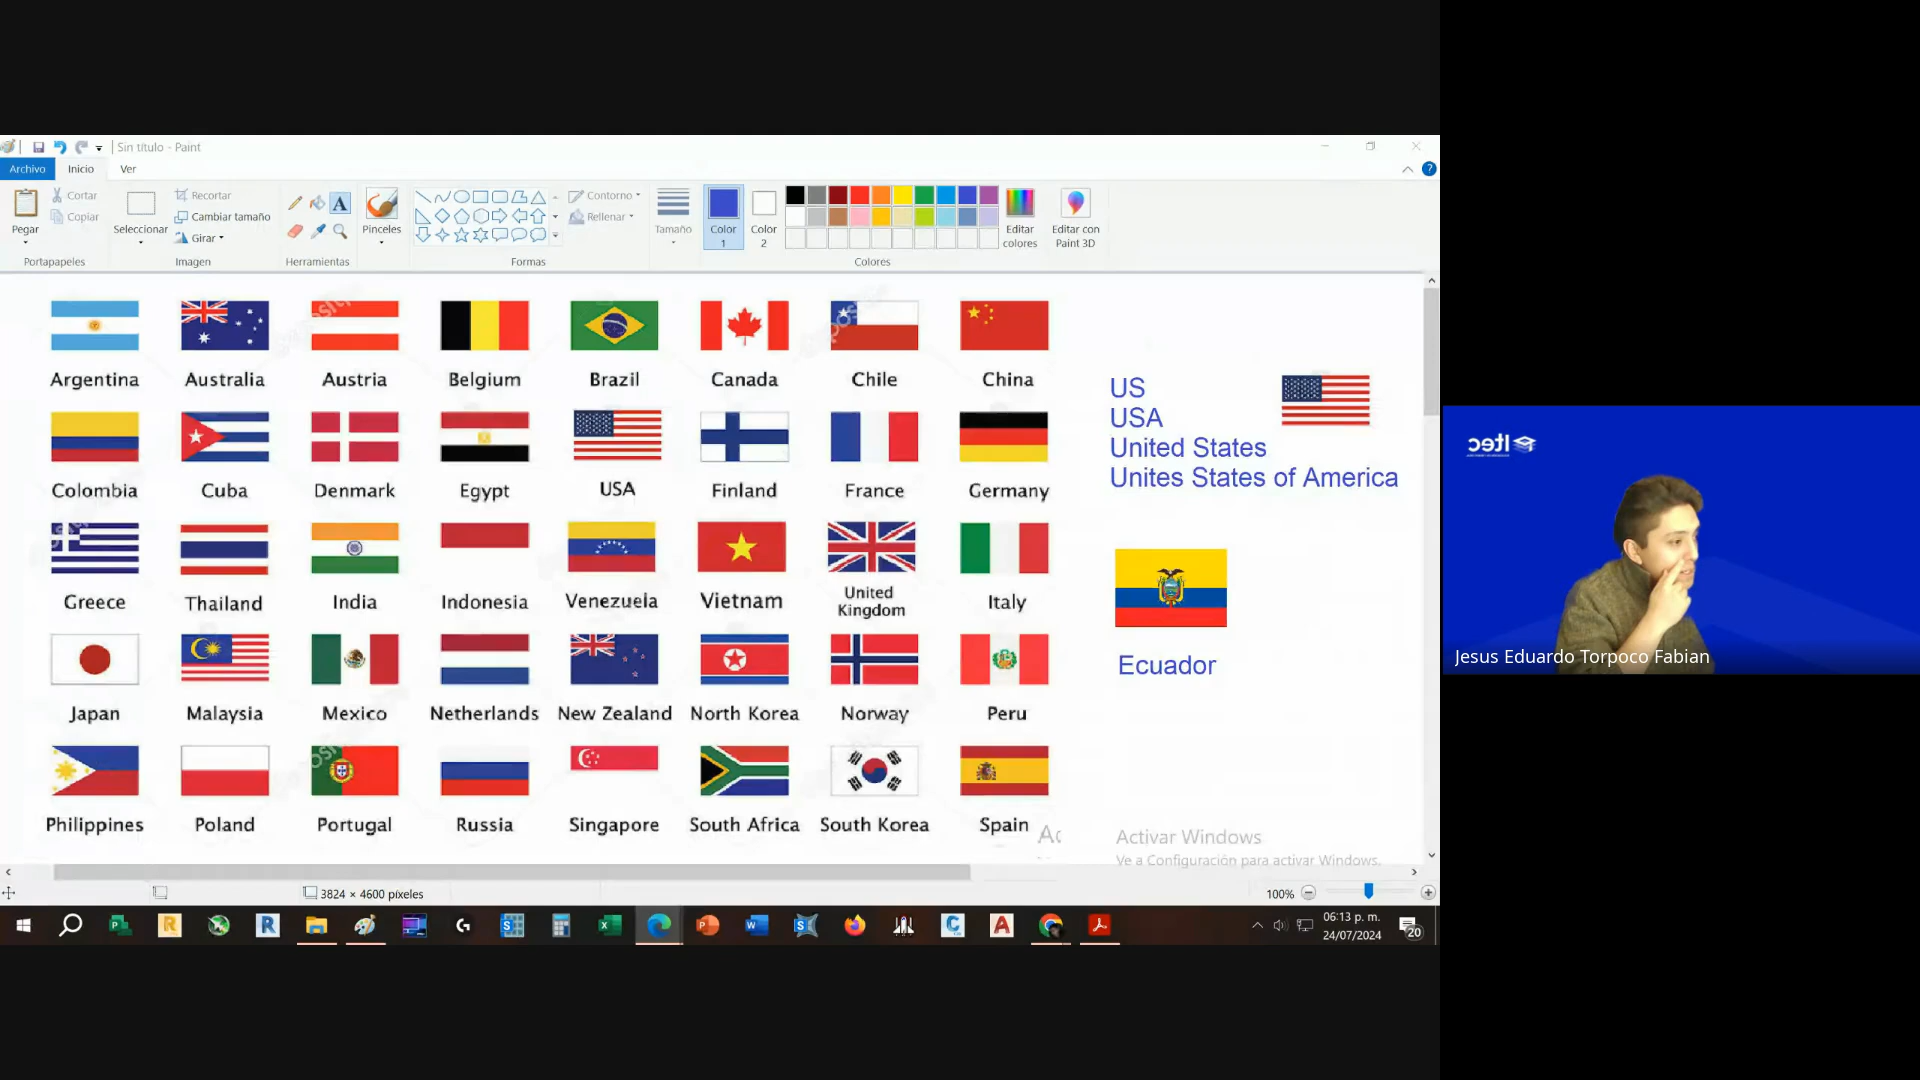 Sin título - Paint
Archivo Inicio Ver
Pegar
Cortar
Copiar
Portapapeles
Seleccionar
Recortar
Cambiar tamaño
Girar
Imagen
A
Herramientas
Pinceles
Contorno
Rellenar
Formas
Tamaño
Color 1
Color 2
Colores
Editar colores
Editar con Paint 3D
Argentina Australia Austria Belgium Brazil Canada Chile China
Colombia Cuba Denmark Egypt USA Finland France Germany
Greece Thailand India Indonesia Venezuela Vietnam United Kingdom Italy
Japan Malaysia Mexico Netherlands New Zealand North Korea Norway Peru
Philippines Poland Portugal Russia Singapore South Africa South Korea Spain
US
USA
United States
Unites States of America
Ecuador
Activar Windows
Ve a Configuración para activar Windows.
3824 × 4600 píxeles
100%
06:13 p. m.
24/07/2024
20
Itec
Jesus Eduardo Torpoco Fabian